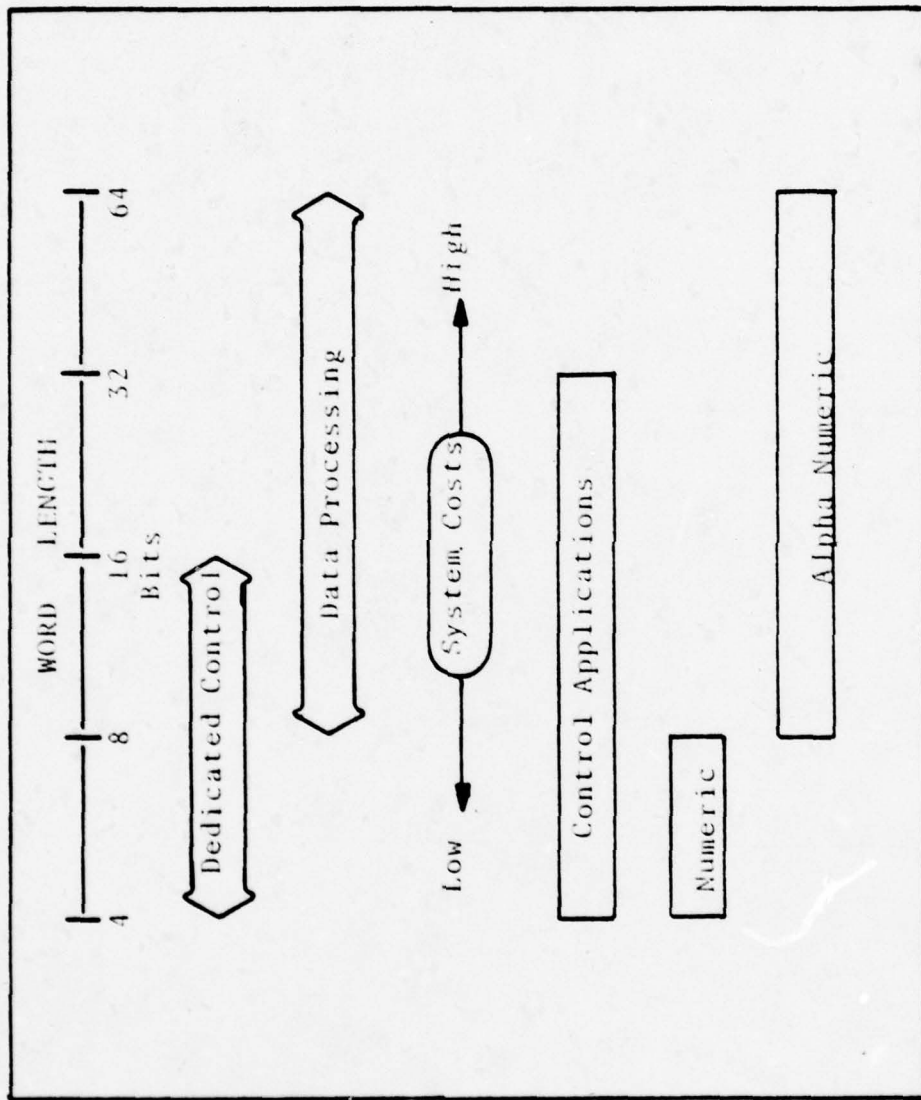 WORD LENGTH
4 8 16 32 64
Bits
Dedicated Control
Data Processing
Low System Costs High
Control Applications
Numeric
Alpha Numeric